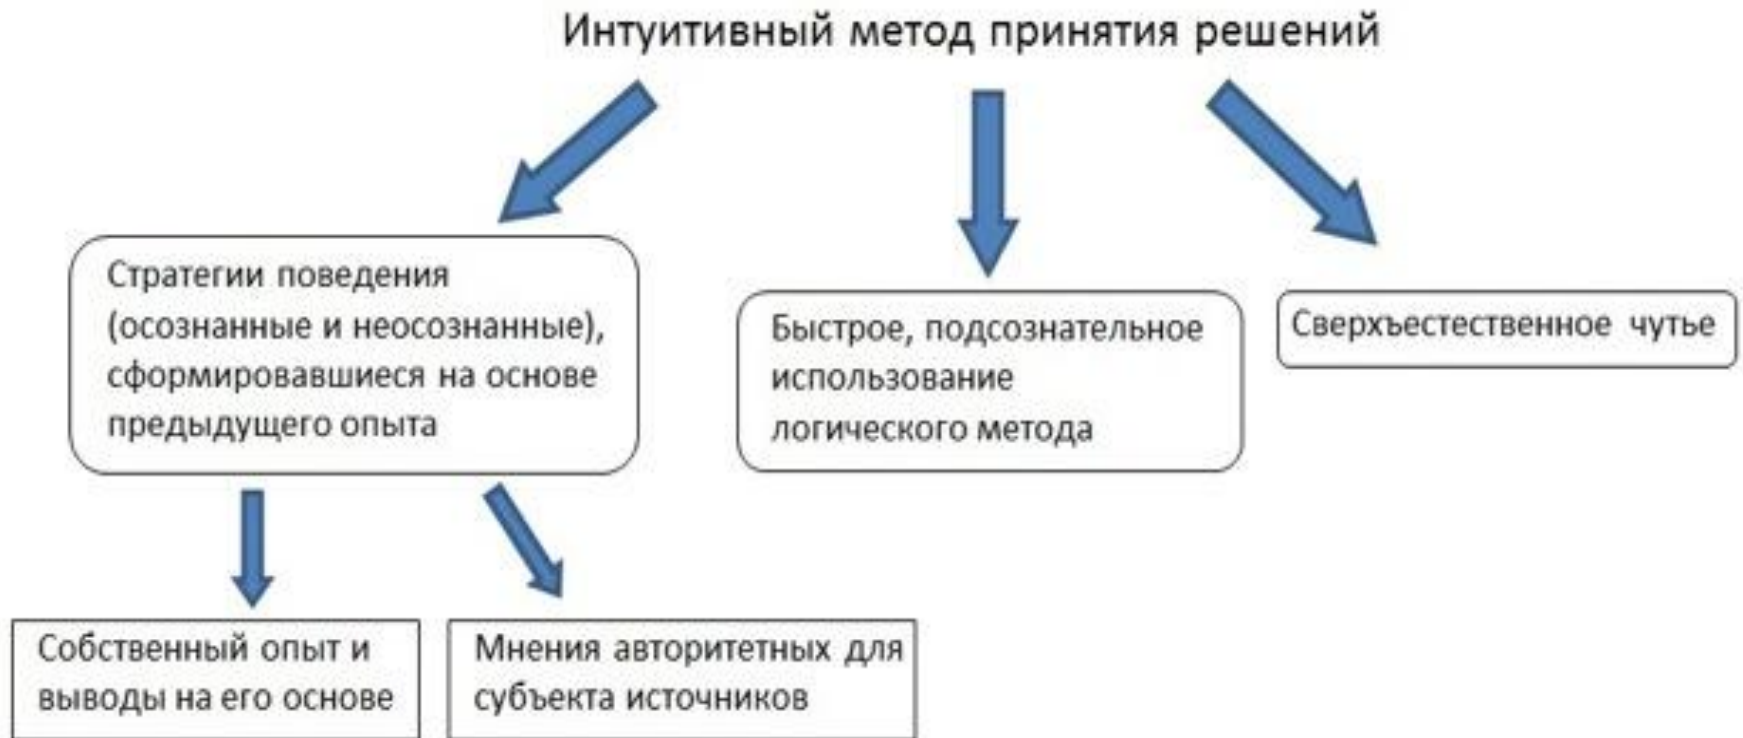 Интуитивный метод принятия решений
Стратегии поведения
(осознанные и неосознанные),
сформировавшиеся на основе
предыдущего опыта
Быстрое, подсознательное
использование
логического метода
Сверхъестественное чутье
Собственный опыт и
выводы на его основе
Мнения авторитетных для
субъекта источников